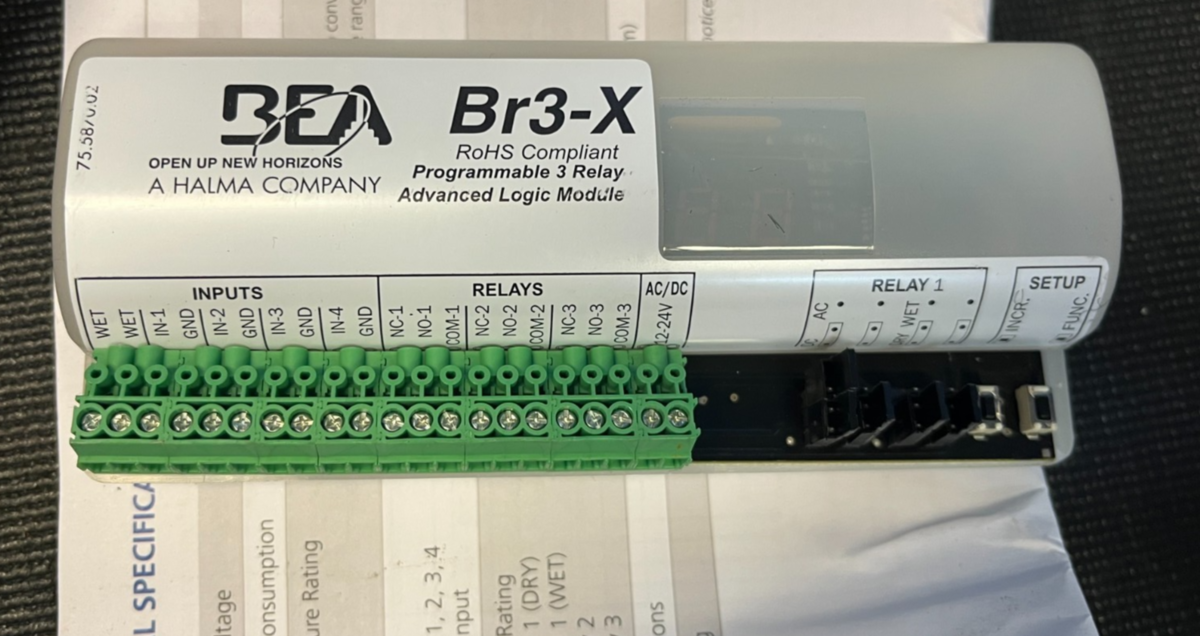 BEA
OPEN UP NEW HORIZONS
A HALMA COMPANY
Br3-X
RoHS Compliant
Programmable 3 Relay
Advanced Logic Module
INPUTS
RELAYS
AC/DC
RELAY 1
SETUP
WET
WET
IN-1
GND
IN-2
GND
IN-3
GND
IN-4
GND
NC-1
NO-1
COM-1
NC-2
NO-2
COM-2
NC-3
NO-3
COM-3
12-24V
AC
WET
INCR.
FUNC.
L SPECIFICA
tage
onsumption
ure Rating
1, 2, 3, 4
nput
Rating
1 (DRY)
1 (WET)
2
3
ons